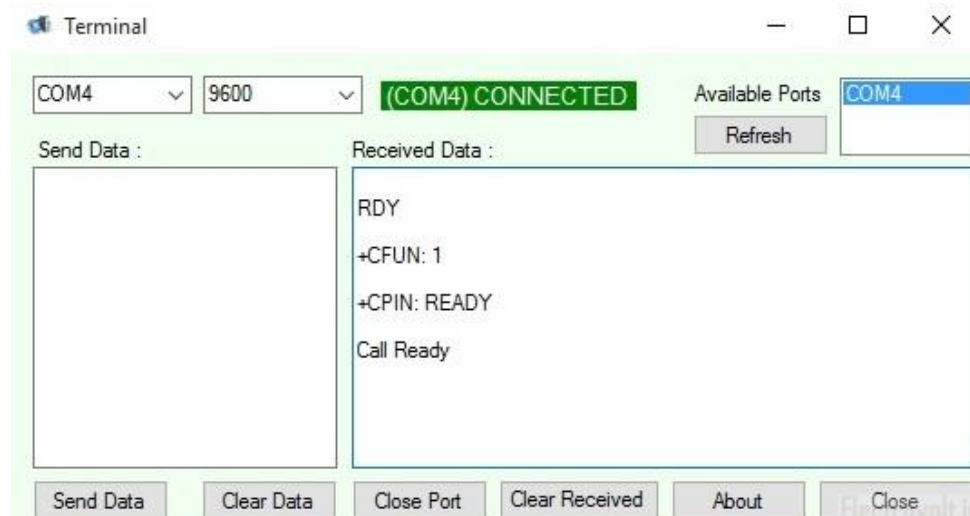 Terminal
COM4 9600 (COM4) CONNECTED Available Ports COM4
Refresh
Send Data : Received Data :
RDY
+CFUN: 1
+CPIN: READY
Call Ready
Send Data Clear Data Close Port Clear Received About Close